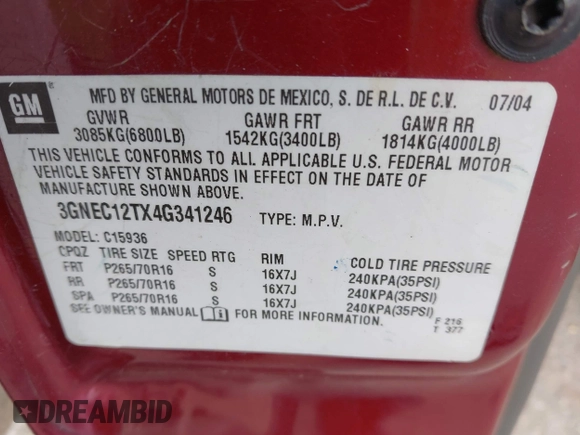 GM
MFD BY GENERAL MOTORS DE MEXICO, S. DE R.L. DE C.V. 07/04
GVWR GAWR FRT GAWR RR
3085KG(6800LB) 1542KG(3400LB) 1814KG(4000LB)
THIS VEHICLE CONFORMS TO ALL APPLICABLE U.S. FEDERAL MOTOR
VEHICLE SAFETY STANDARDS IN EFFECT ON THE DATE OF
MANUFACTURE SHOWN ABOVE.
3GNEC12TX4G341246 TYPE: M.P.V.
MODEL: C15936
CPQZ TIRE SIZE SPEED RTG RIM COLD TIRE PRESSURE
FRT P265/70R16 S 16X7J 240KPA(35PSI)
RR P265/70R16 S 16X7J 240KPA(35PSI)
SPA P265/70R16 S 16X7J 240KPA(35PSI)
SEE OWNER'S MANUAL FOR MORE INFORMATION.
F 216
T 377
DREAMBID